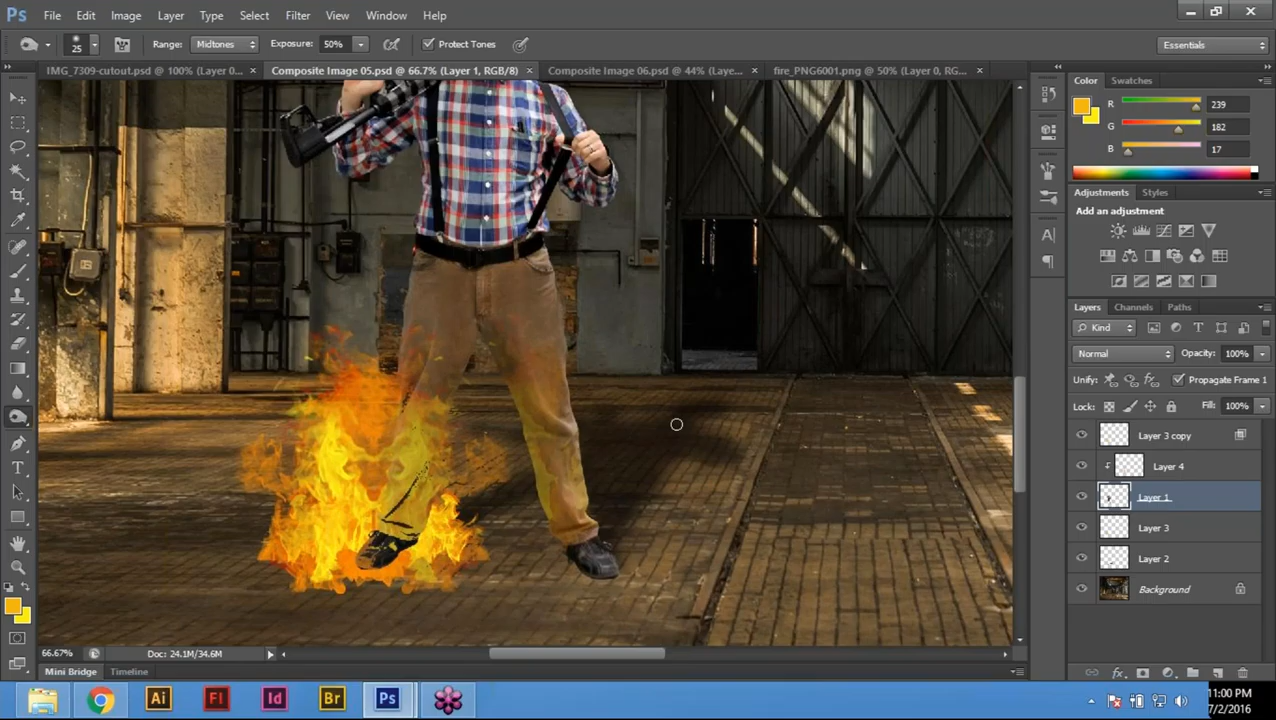 Ps File Edit Image Layer Type Select Filter View Window Help
25 Range: Midtones Exposure: 50% Protect Tones Essentials
IMG_7309-cutout.psd @ 100% (Layer 0... × Composite Image 05.psd @ 66.7% (Layer 1, RGB/8) × Composite Image 06.psd @ 44% (Laye... × fire_PNG6001.png @ 50% (Layer 0, RG... ×
Color Swatches
R 239
G 182
B 17
Adjustments Styles
Add an adjustment
Layers Channels Paths
Kind
Normal Opacity: 100%
Unify: Propagate Frame 1
Lock: Fill: 100%
Layer 3 copy
Layer 4
Layer 1
Layer 3
Layer 2
Background
66.67% Doc: 24.1M/34.6M
Mini Bridge Timeline
Ai Fl Id Br Ps
11:00 PM
7/2/2016